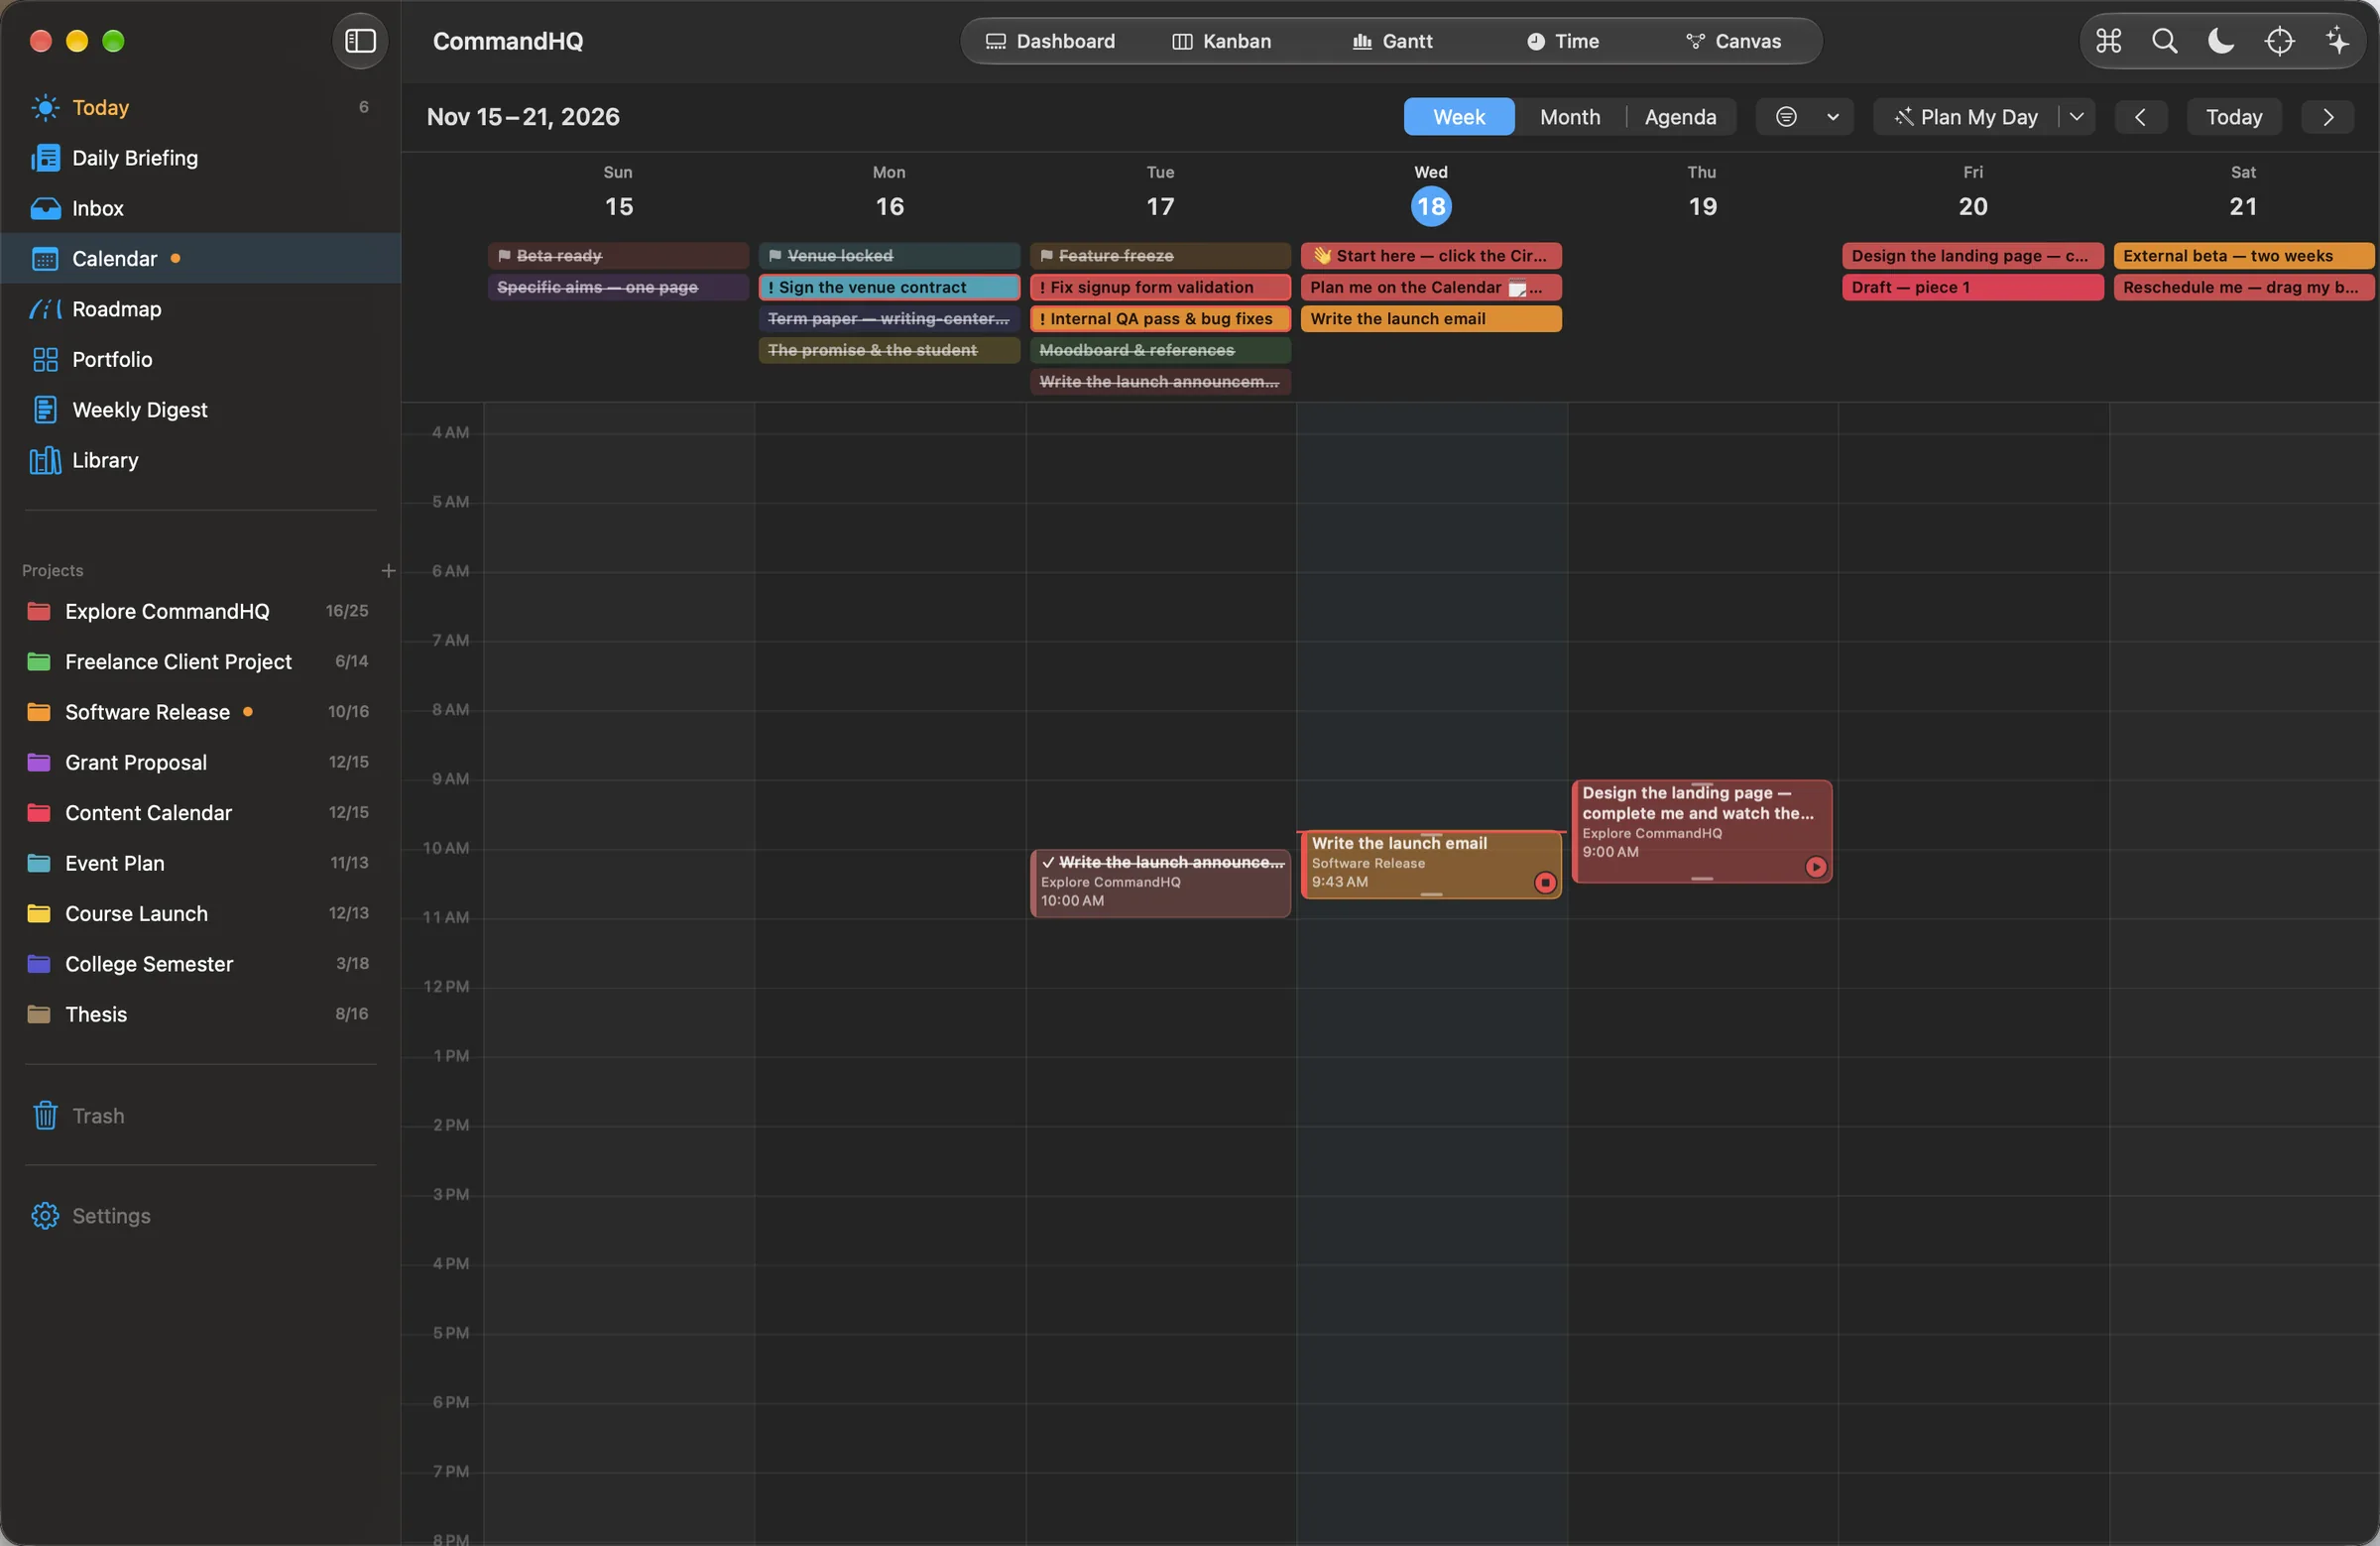 CommandHQ
Dashboard
Kanban
Gantt
Time
Canvas
Today
6
Daily Briefing
Inbox
Calendar
Roadmap
Portfolio
Weekly Digest
Library
Projects
Explore CommandHQ
16/25
Freelance Client Project
6/14
Software Release
10/16
Grant Proposal
12/15
Content Calendar
12/15
Event Plan
11/13
Course Launch
12/13
College Semester
3/18
Thesis
8/16
Trash
Settings
Nov 15–21, 2026
Week
Month
Agenda
Plan My Day
Today
Sun
15
Mon
16
Tue
17
Wed
18
Thu
19
Fri
20
Sat
21
Beta ready
Specific aims — one page
Venue locked
! Sign the venue contract
Term paper — writing-center...
The promise & the student
Feature freeze
! Fix signup form validation
! Internal QA pass & bug fixes
Moodboard & references
Write the launch announcem...
👋 Start here — click the Cir...
Plan me on the Calendar 🗓️...
Write the launch email
Design the landing page — c...
Draft — piece 1
External beta — two weeks
Reschedule me — drag my b...
4 AM
5 AM
6 AM
7 AM
8 AM
9 AM
10 AM
11 AM
12 PM
1 PM
2 PM
3 PM
4 PM
5 PM
6 PM
7 PM
8 PM
✓ Write the launch announce...
Explore CommandHQ
10:00 AM
Write the launch email
Software Release
9:43 AM
Design the landing page —
complete me and watch the...
Explore CommandHQ
9:00 AM